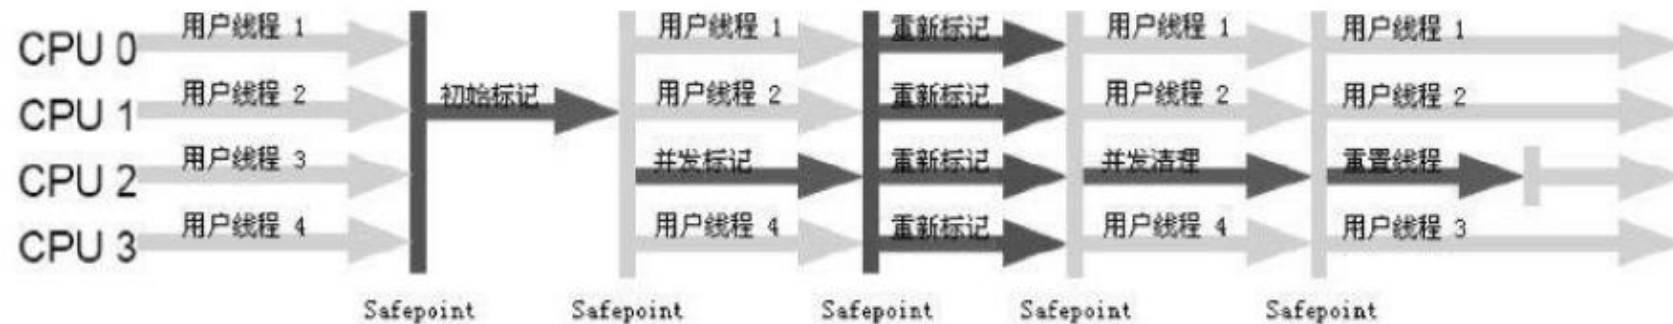 CPU 0 用户线程 1 用户线程 1 重新标记 用户线程 1 用户线程 1
CPU 1 用户线程 2 初始标记 用户线程 2 重新标记 用户线程 2 用户线程 2
CPU 2 用户线程 3 并发标记 重新标记 并发清理 重置线程
CPU 3 用户线程 4 用户线程 4 重新标记 用户线程 4 用户线程 3
Safepoint Safepoint Safepoint Safepoint Safepoint